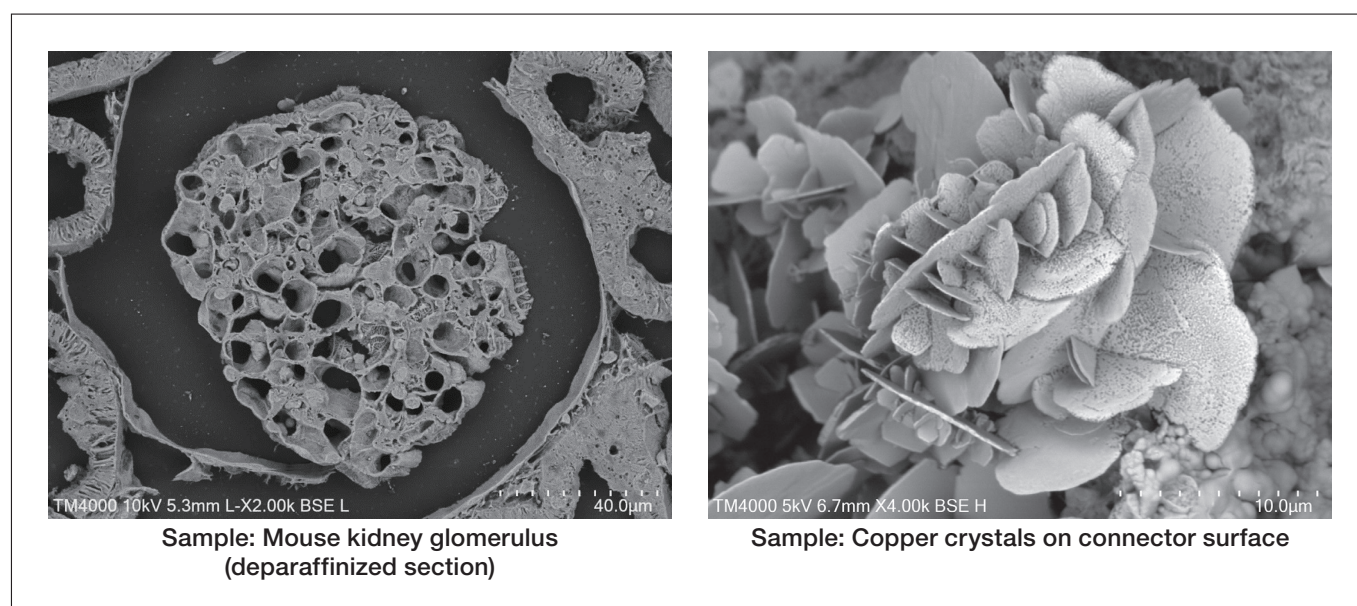 TM4000 10kV 5.3mm L-X2.00k BSE L 40.0μm
Sample: Mouse kidney glomerulus
(deparaffinized section)
TM4000 5kV 6.7mm X4.00k BSE H 10.0μm
Sample: Copper crystals on connector surface